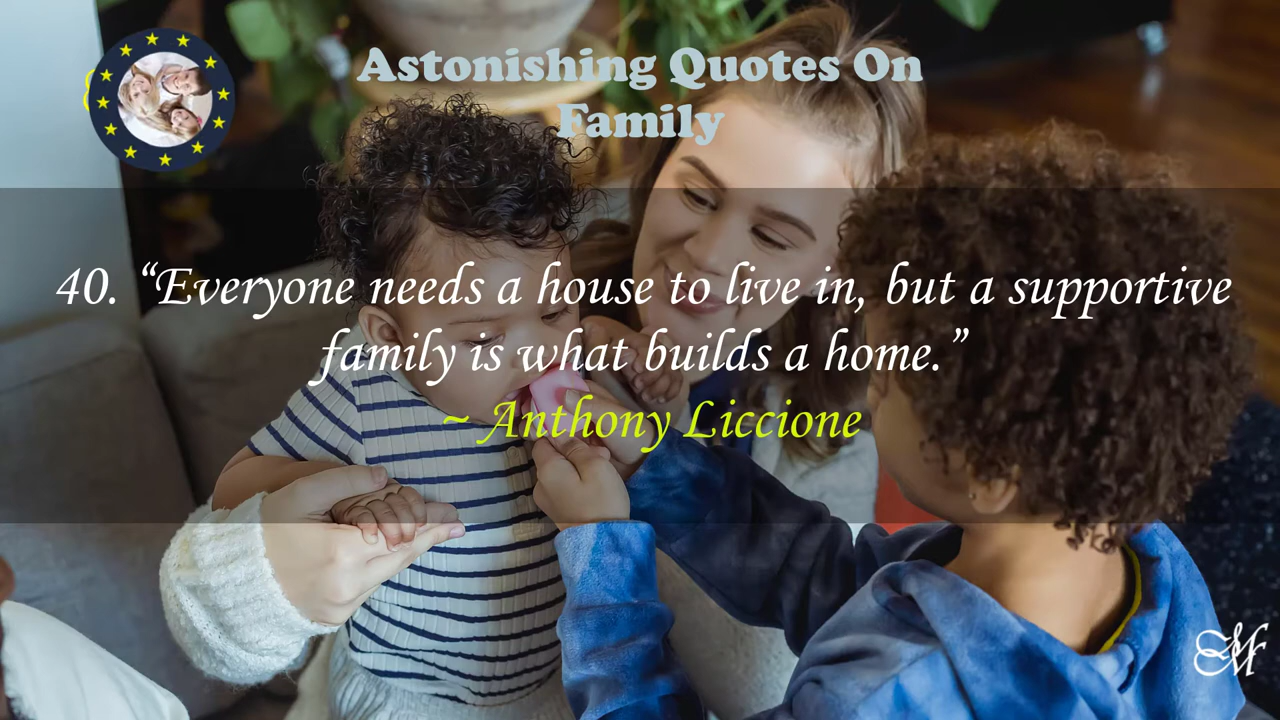 Astonishing Quotes On
Family
40. “Everyone needs a house to live in, but a supportive
family is what builds a home.”
~ Anthony Liccione